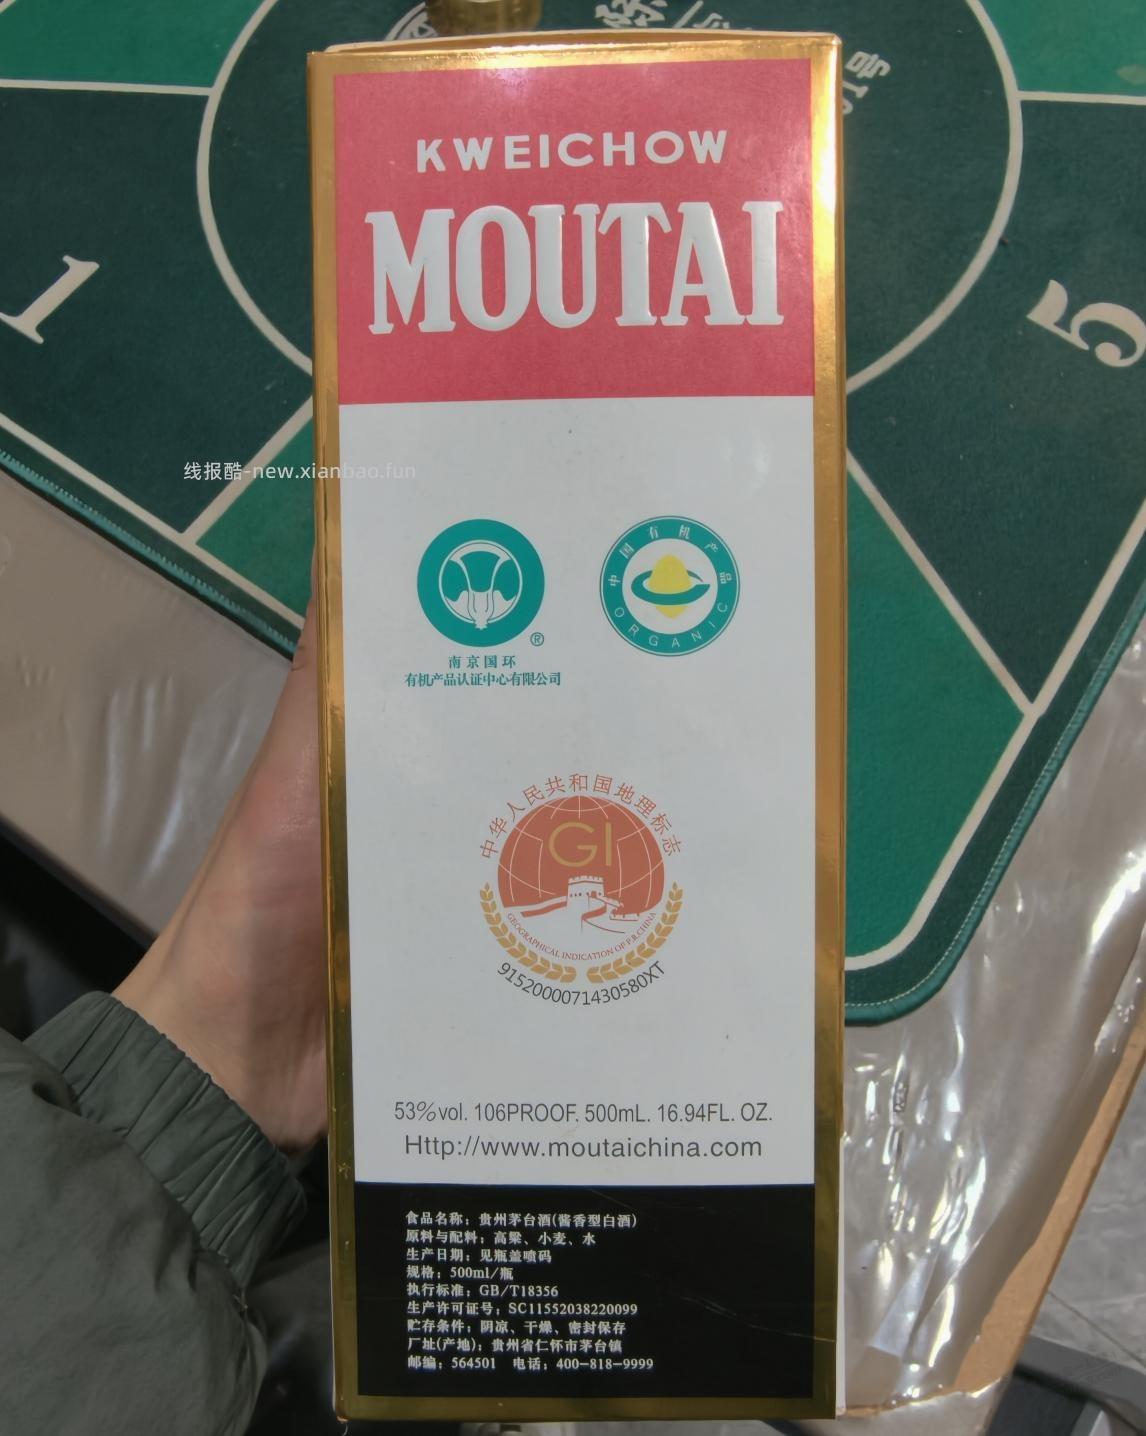 际
01号
KWEICHOW
MOUTAI
1
5
线报酷-new.xianbao.fun
中国有机产品
ORGANIC
®
南京国环
有机产品认证中心有限公司
中华人民共和国地理标志
GI
GEOGRAPHICAL INDICATION OF P.R.CHINA
9152000071430580XT
53%vol. 106PROOF. 500mL. 16.94FL. OZ.
Http://www.moutaichina.com
食品名称：贵州茅台酒(酱香型白酒)
原料与配料：高粱、小麦、水
生产日期：见瓶盖喷码
规格：500ml/瓶
执行标准：GB/T18356
生产许可证号：SC11552038220099
贮存条件：阴凉、干燥、密封保存
厂址(产地)：贵州省仁怀市茅台镇
邮编：564501 电话：400-818-9999